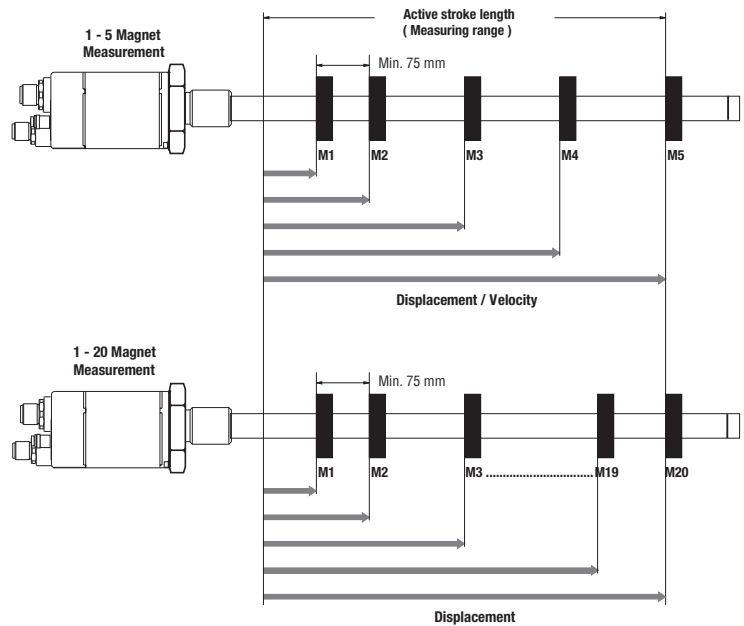 Active stroke length
( Measuring range )
1 - 5 Magnet
Measurement
Min. 75 mm
M1 M2 M3 M4 M5
Displacement / Velocity
1 - 20 Magnet
Measurement
Min. 75 mm
M1 M2 M3 ................................ M19 M20
Displacement